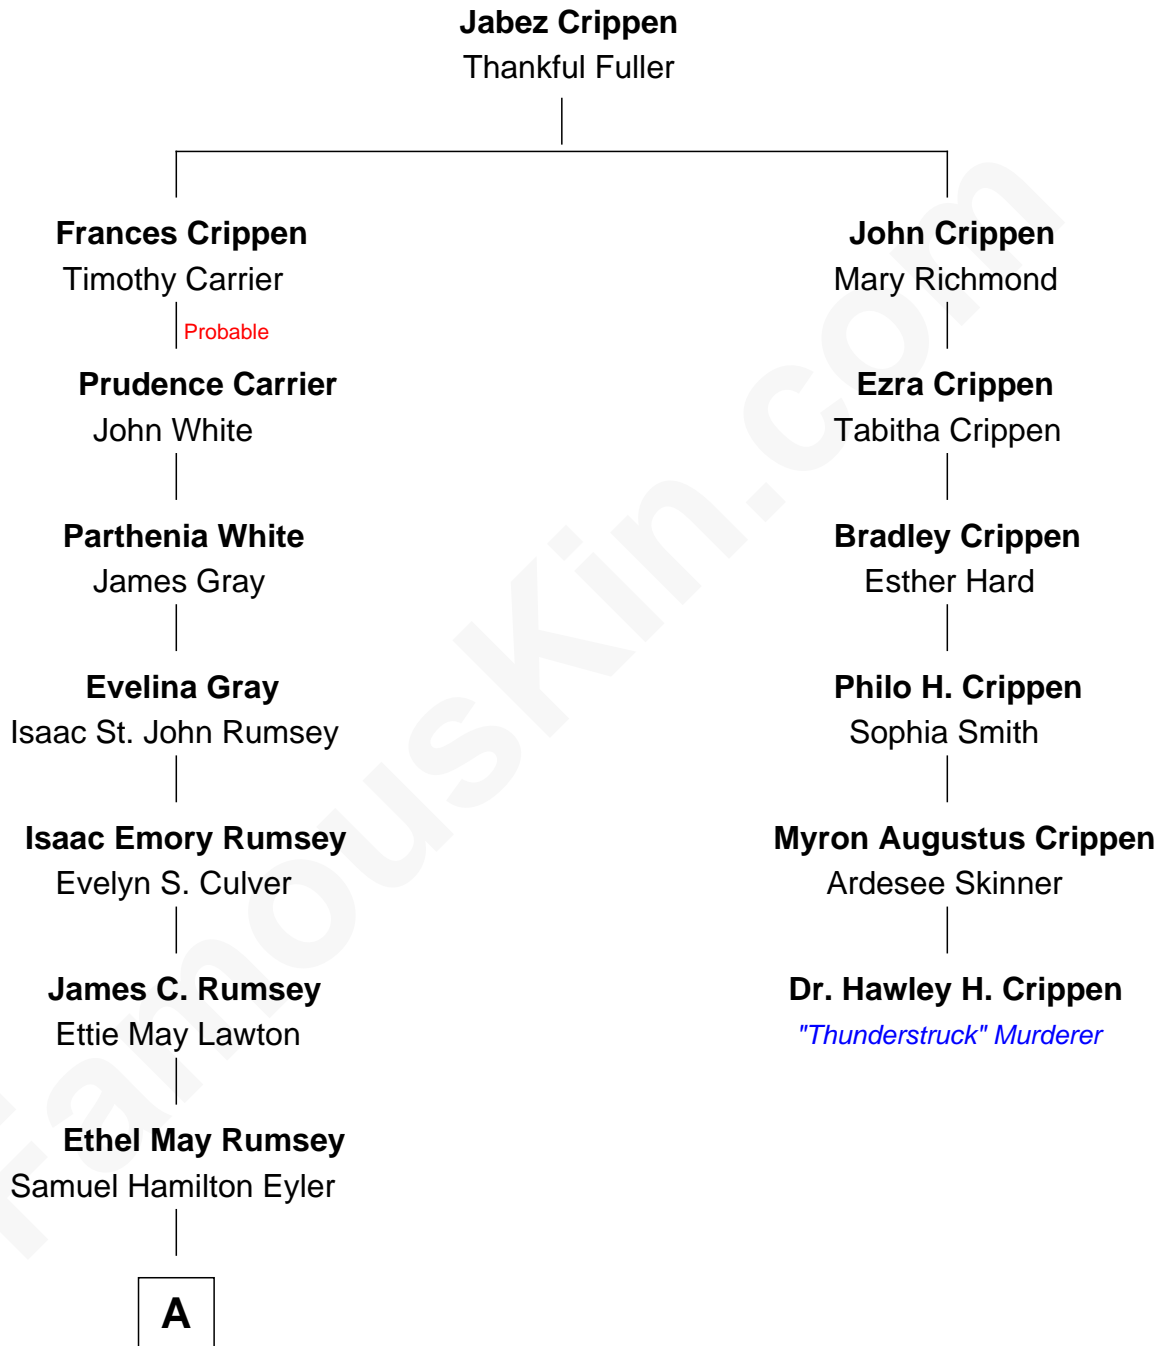 Jabez Crippen
Thankful Fuller
Frances Crippen
Timothy Carrier
Probable
Prudence Carrier
John White
Parthenia White
James Gray
Evelina Gray
Isaac St. John Rumsey
Isaac Emory Rumsey
Evelyn S. Culver
James C. Rumsey
Ettie May Lawton
Ethel May Rumsey
Samuel Hamilton Eyler
A
John Crippen
Mary Richmond
Ezra Crippen
Tabitha Crippen
Bradley Crippen
Esther Hard
Philo H. Crippen
Sophia Smith
Myron Augustus Crippen
Ardesee Skinner
Dr. Hawley H. Crippen
"Thunderstruck" Murderer
FamousKin.com